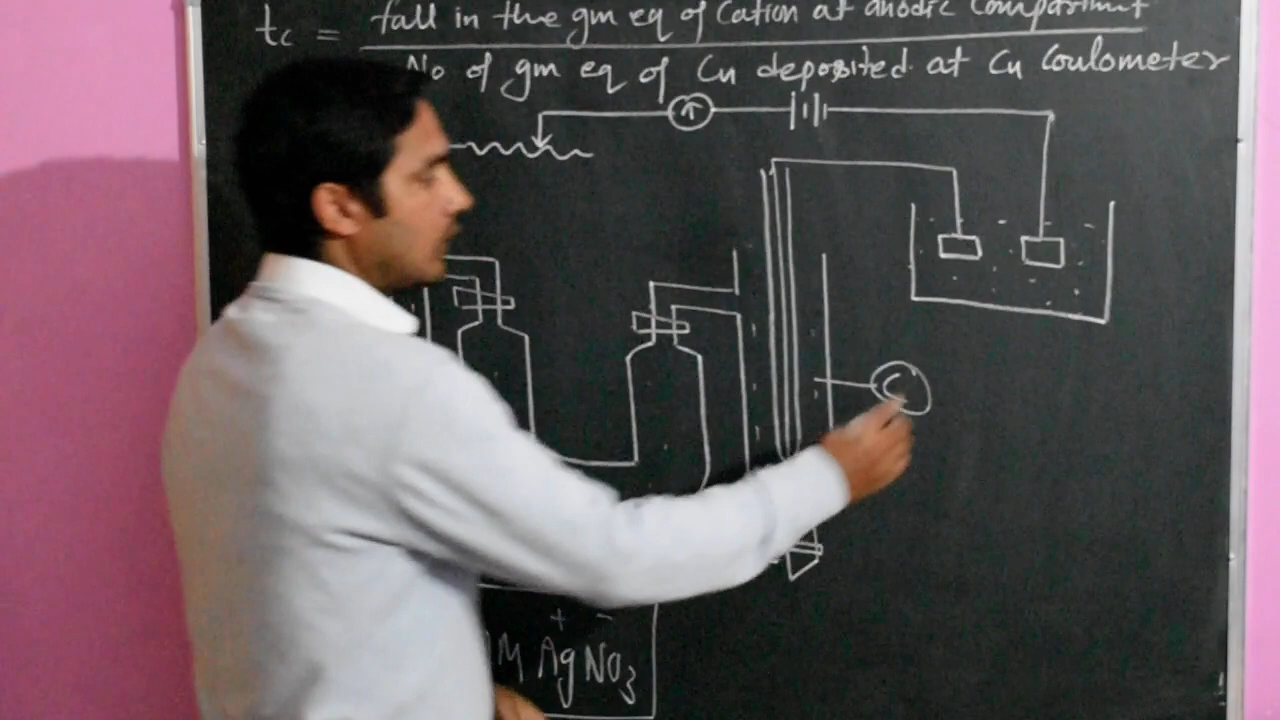 tc = fall in the gm eq of Cation at anodic Compartment
No of gm eq of Cu deposited at Cu Coulometer
C
+ -
M AgNO3